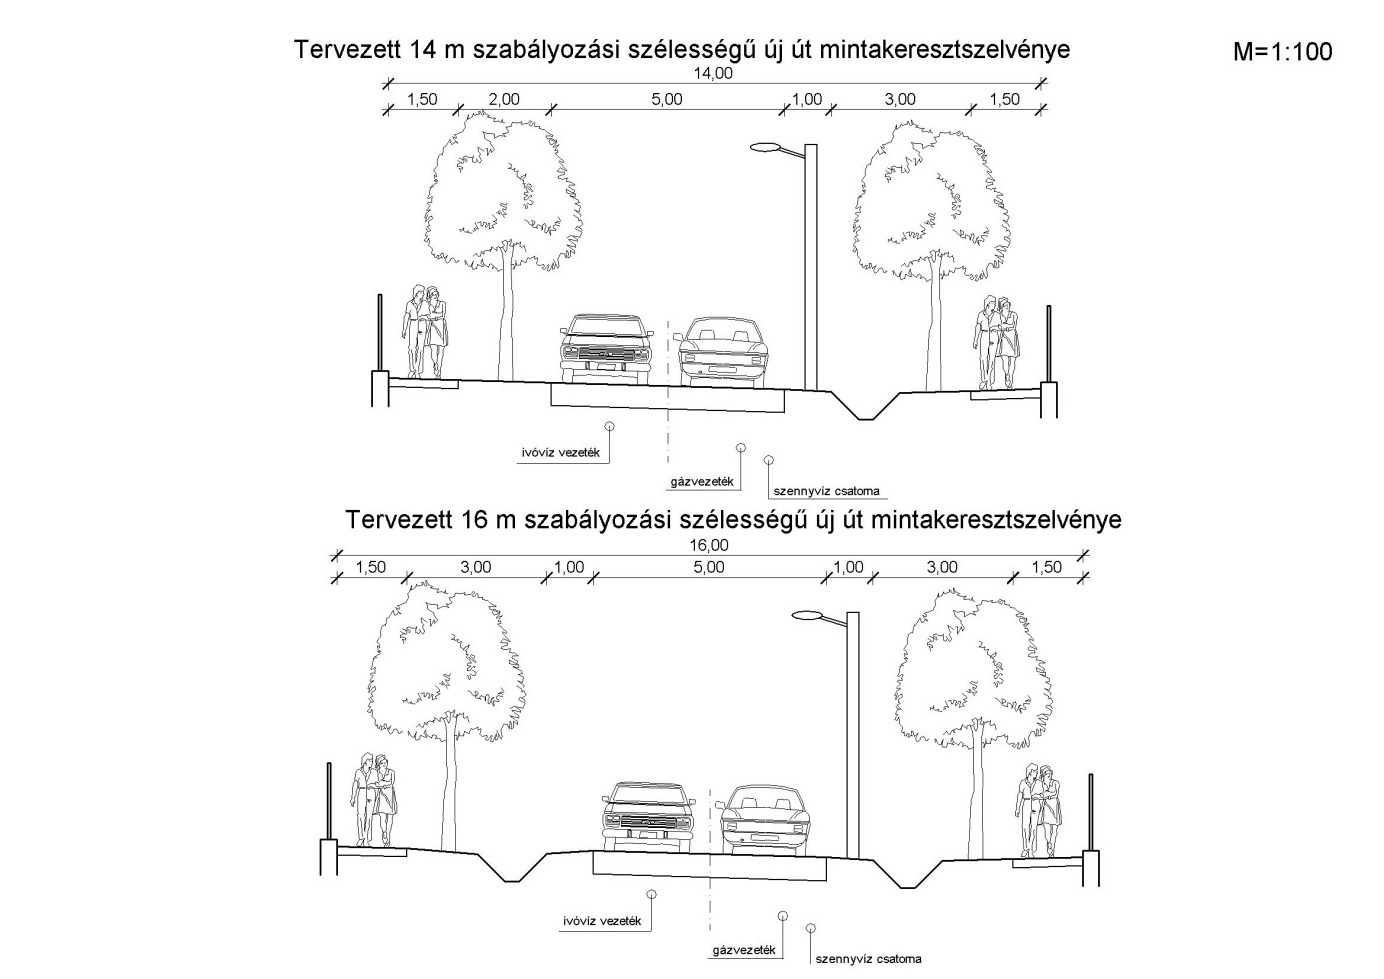 Tervezett 14 m szabályozási szélességű új út mintakeresztszelvénye
M=1:100
14,00
1,50 2,00 5,00 1,00 3,00 1,50
ivóvíz vezeték
gázvezeték
szennyvíz csatorna
Tervezett 16 m szabályozási szélességű új út mintakeresztszelvénye
16,00
1,50 3,00 1,00 5,00 1,00 3,00 1,50
ivóvíz vezeték
gázvezeték
szennyvíz csatorna